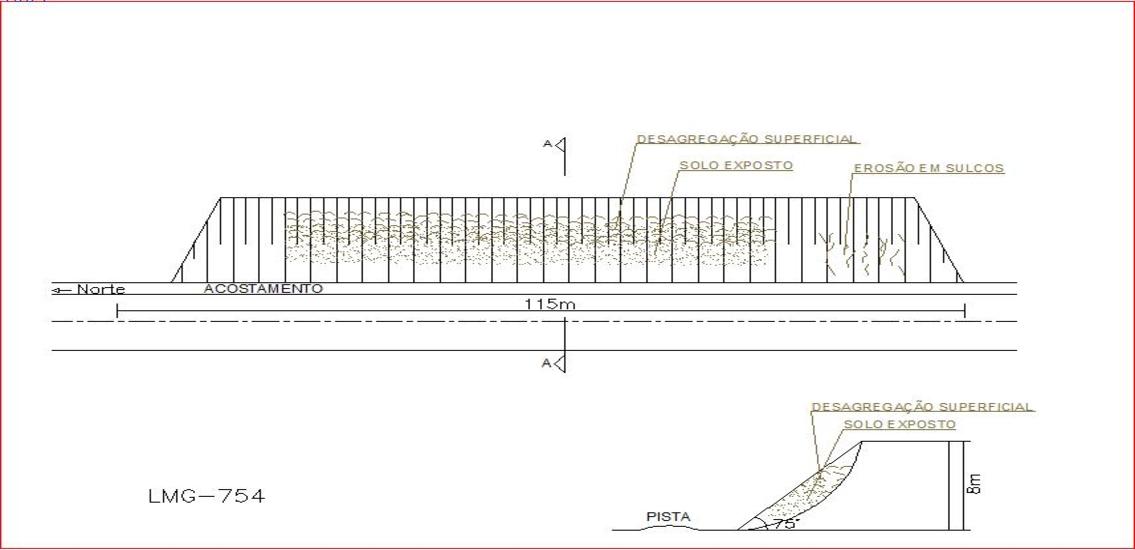 A
DESAGREGAÇÃO SUPERFICIAL
SOLO EXPOSTO
EROSÃO EM SULCOS
Norte
ACOSTAMENTO
115m
A
DESAGREGAÇÃO SUPERFICIAL
SOLO EXPOSTO
LMG-754
PISTA
75°
8m